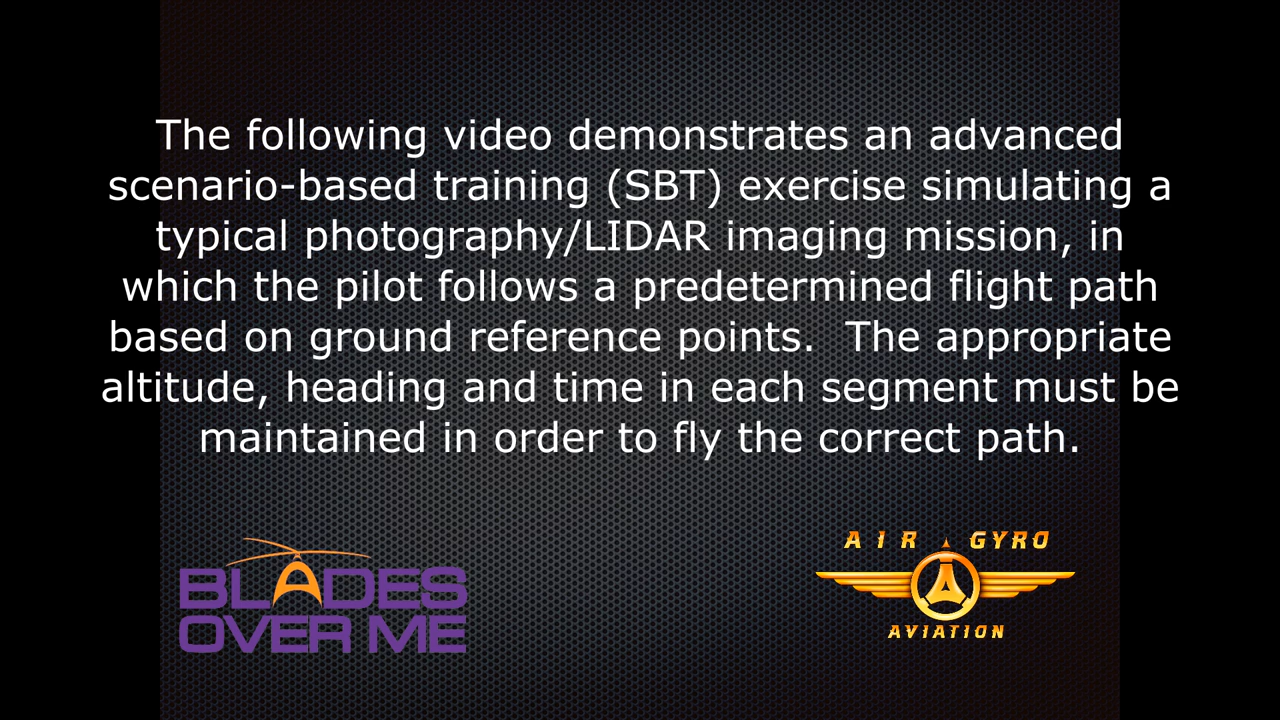 The following video demonstrates an advanced
scenario-based training (SBT) exercise simulating a
typical photography/LIDAR imaging mission, in
which the pilot follows a predetermined flight path
based on ground reference points.  The appropriate
altitude, heading and time in each segment must be
maintained in order to fly the correct path.
BLADES
OVER ME
AIR GYRO
AVIATION